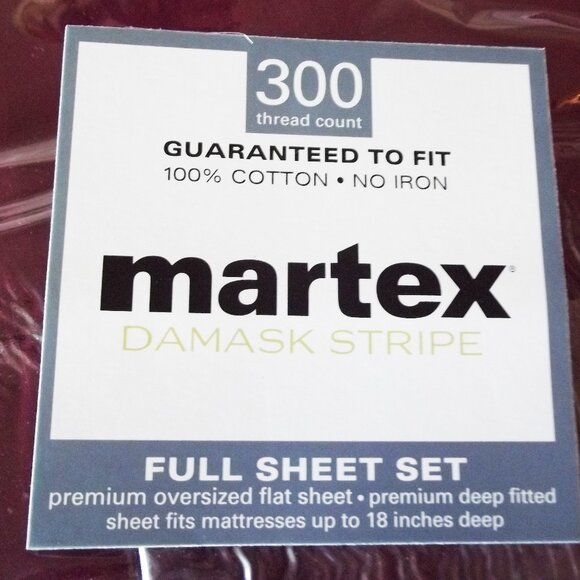 300
thread count
GUARANTEED TO FIT
100% COTTON • NO IRON
martex®
DAMASK STRIPE
FULL SHEET SET
premium oversized flat sheet • premium deep fitted
sheet fits mattresses up to 18 inches deep